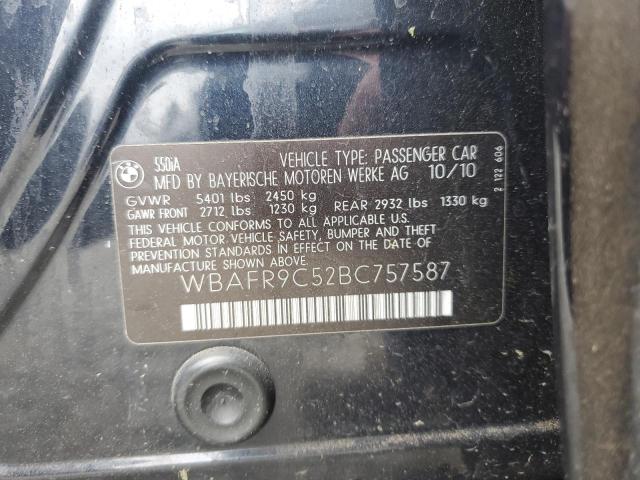 550iA VEHICLE TYPE: PASSENGER CAR
MFD BY BAYERISCHE MOTOREN WERKE AG 10/10
GVWR 5401 lbs 2450 kg
GAWR FRONT 2712 lbs 1230 kg REAR 2932 lbs 1330 kg
THIS VEHICLE CONFORMS TO ALL APPLICABLE U.S.
FEDERAL MOTOR VEHICLE SAFETY, BUMPER AND THEFT
PREVENTION STANDARDS IN EFFECT ON THE DATE OF
MANUFACTURE SHOWN ABOVE.
WBAFR9C52BC757587
2 122 606